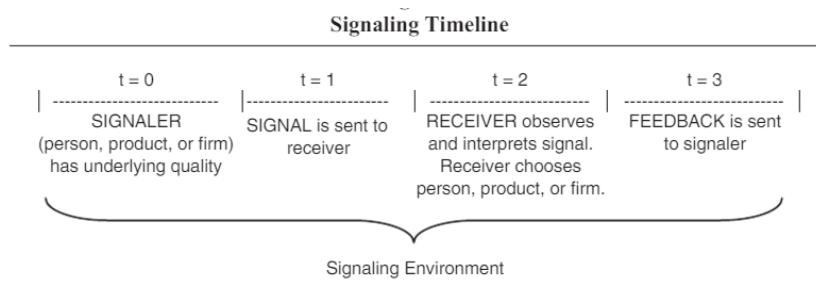 Signaling Timeline
t = 0
t = 1
t = 2
t = 3
SIGNALER
(person, product, or firm)
has underlying quality
SIGNAL is sent to
receiver
RECEIVER observes
and interprets signal.
Receiver chooses
person, product, or firm.
FEEDBACK is sent
to signaler
Signaling Environment